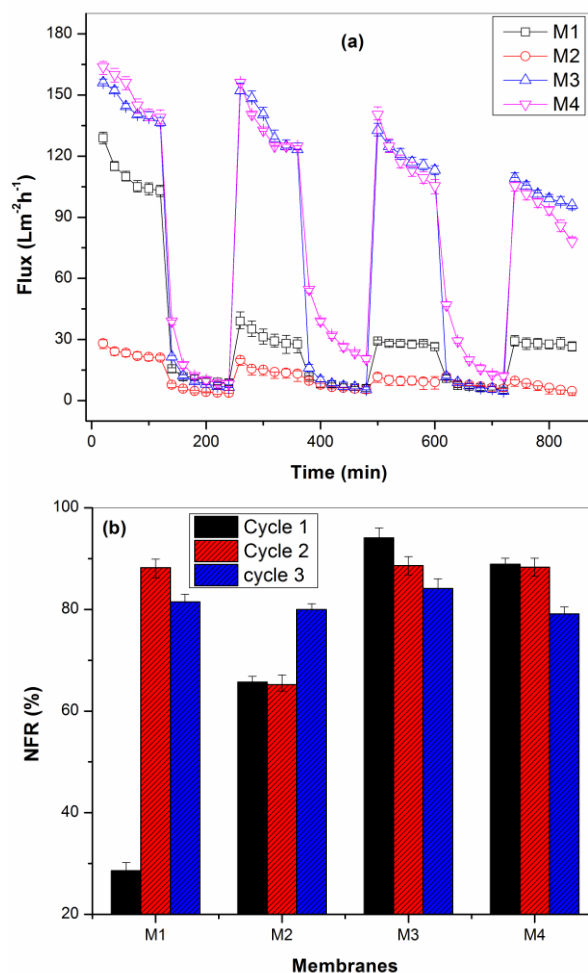 (a)
M1
M2
M3
M4
Flux (Lm⁻²h⁻¹)
180
150
120
90
60
30
0
0 200 400 600 800
Time (min)
(b)
Cycle 1
Cycle 2
cycle 3
NFR (%)
100
80
60
40
20
M1 M2 M3 M4
Membranes